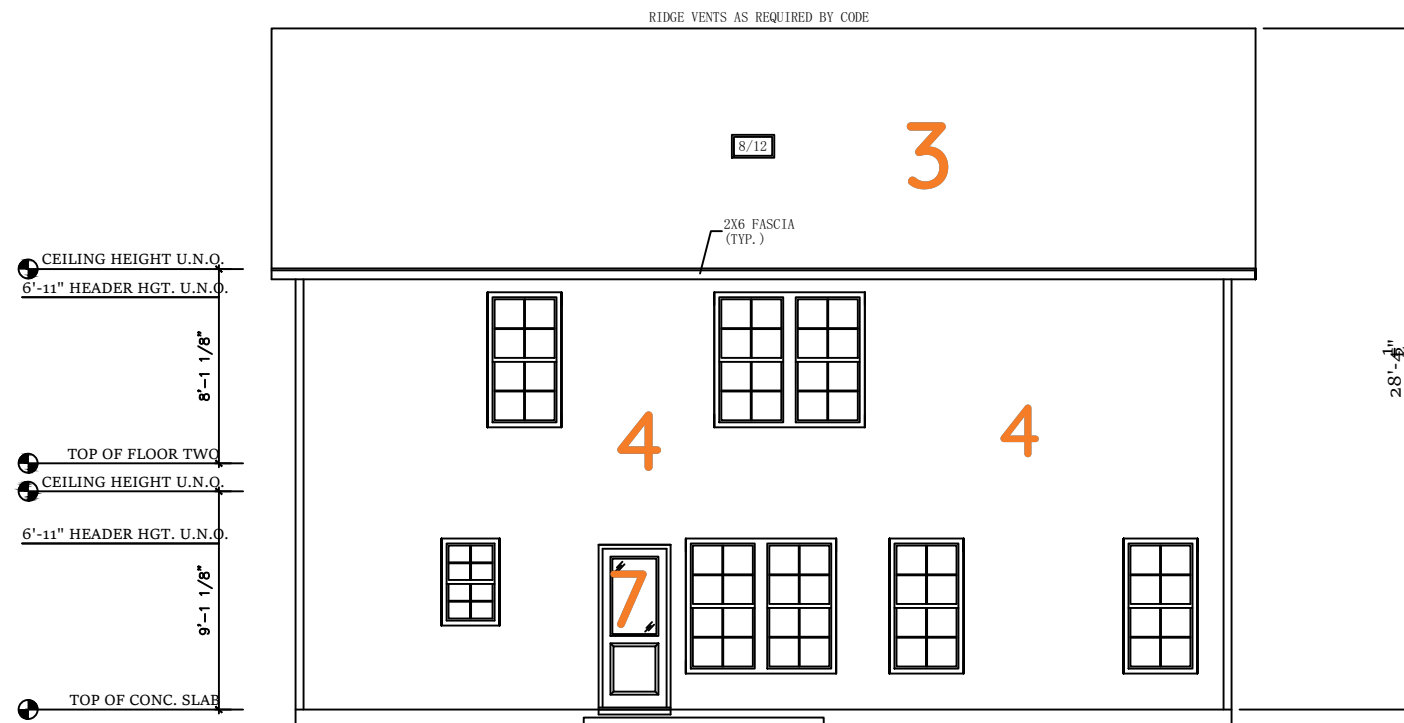 RIDGE VENTS AS REQUIRED BY CODE
8/12
3
2X6 FASCIA
(TYP.)
CEILING HEIGHT U.N.O.
6'-11" HEADER HGT. U.N.O.
8'-1 1/8"
28'-
4
4
TOP OF FLOOR TWO
CEILING HEIGHT U.N.O.
6'-11" HEADER HGT. U.N.O.
9'-1 1/8"
7
TOP OF CONC. SLAB